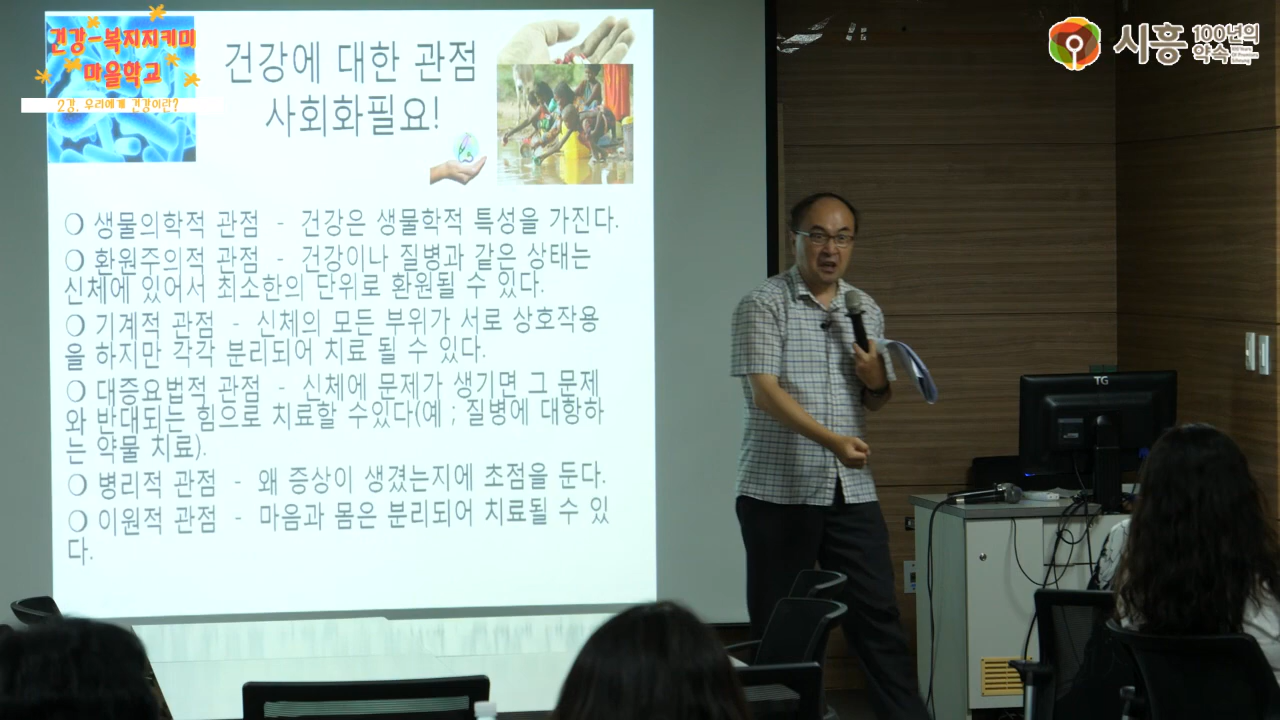 건강-복지지키미
마을학교
2강. 우리에게 건강이란?
시흥 100년의
약속
건강에 대한 관점
사회화필요!
❍ 생물의학적 관점 - 건강은 생물학적 특성을 가진다.
❍ 환원주의적 관점 - 건강이나 질병과 같은 상태는
신체에 있어서 최소한의 단위로 환원될 수 있다.
❍ 기계적 관점 - 신체의 모든 부위가 서로 상호작용
을 하지만 각각 분리되어 치료 될 수 있다.
❍ 대증요법적 관점 - 신체에 문제가 생기면 그 문제
와 반대되는 힘으로 치료할 수있다(예 ; 질병에 대항하
는 약물 치료).
❍ 병리적 관점 - 왜 증상이 생겼는지에 초점을 둔다.
❍ 이원적 관점 - 마음과 몸은 분리되어 치료될 수 있
다.
TG